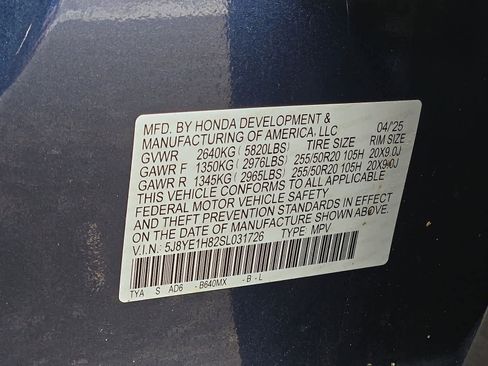 MFD. BY HONDA DEVELOPMENT & 04/'25
MANUFACTURING OF AMERICA, LLC
GVWR 2640KG (5820LBS) TIRE SIZE RIM SIZE
GAWR F 1350KG (2976LBS) 255/50R20 105H 20X9.0J
GAWR R 1345KG (2965LBS) 255/50R20 105H 20X9.0J
THIS VEHICLE CONFORMS TO ALL APPLICABLE
FEDERAL MOTOR VEHICLE SAFETY
AND THEFT PREVENTION STANDARDS IN EFFECT
ON THE DATE OF MANUFACTURE SHOWN ABOVE.
V.I.N.: 5J8YE1H82SL031726 TYPE: MPV
TYA S AD6 - B640MX - B - L